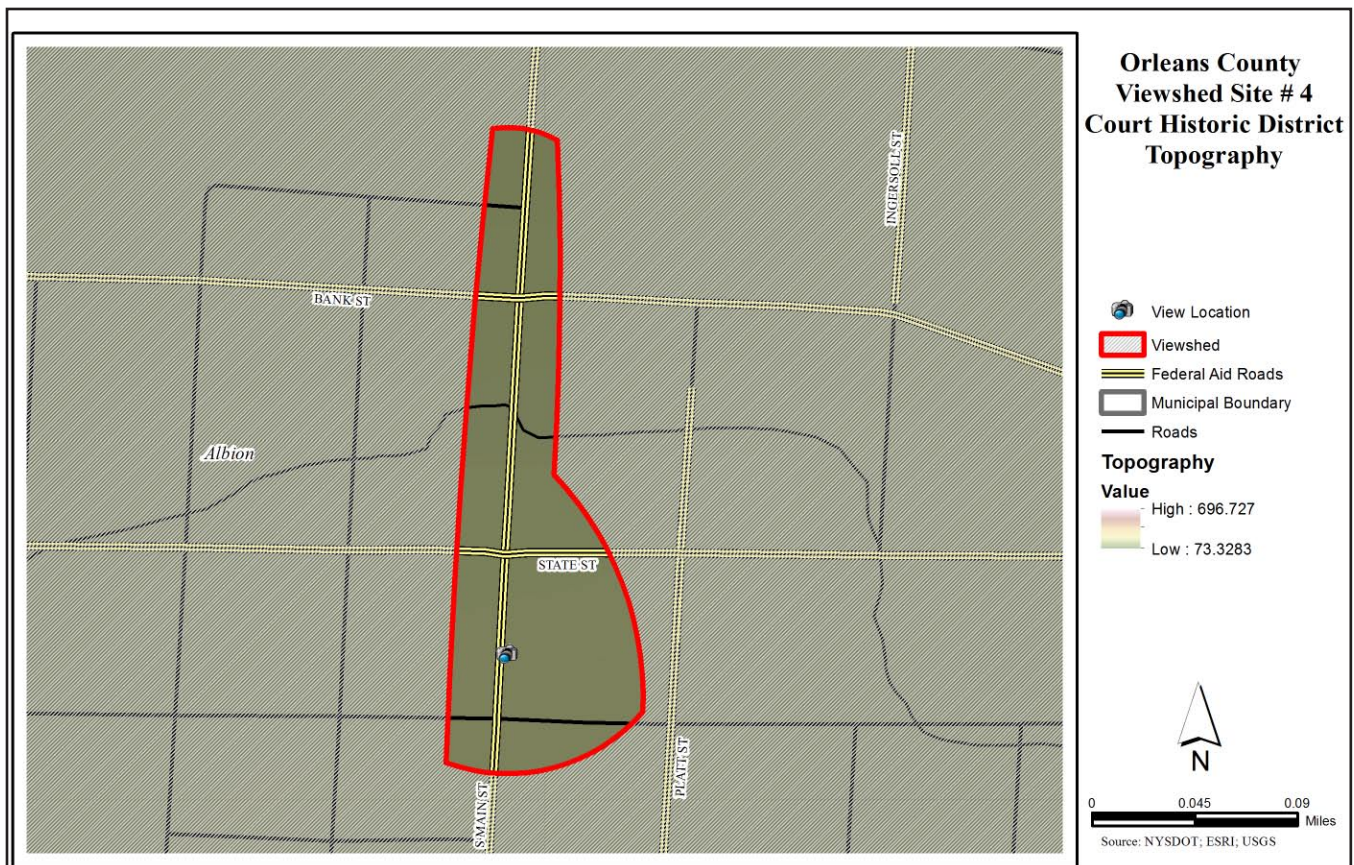 Orleans County
Viewshed Site # 4
Court Historic District
Topography
INGERSOLL ST
BANK ST
Albion
STATE ST
S MAIN ST
PLATT ST
View Location
Viewshed
Federal Aid Roads
Municipal Boundary
Roads
Topography
Value
High : 696.727
Low : 73.3283
N
0 0.045 0.09
Miles
Source: NYSDOT; ESRI; USGS